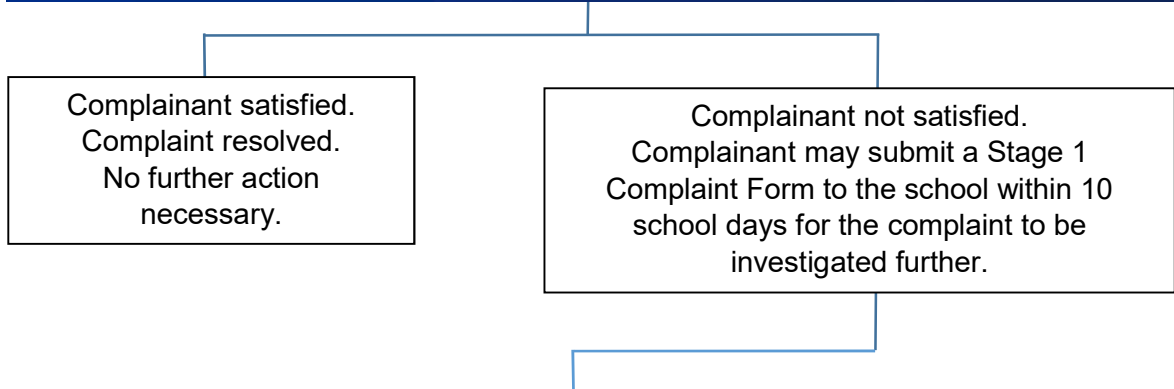 Complainant satisfied.
Complaint resolved.
No further action
necessary.
Complainant not satisfied.
Complainant may submit a Stage 1
Complaint Form to the school within 10
school days for the complaint to be
investigated further.